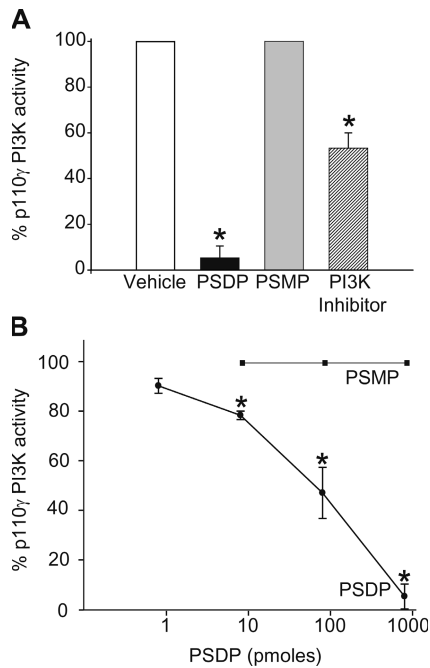 A
% p110γ PI3K activity
100
80
60
40
20
0
*
*
Vehicle PSDP PSMP PI3K
Inhibitor
B
% p110γ PI3K activity
100
80
60
40
20
0
PSMP
*
*
*
PSDP
1 10 100 1000
PSDP (pmoles)